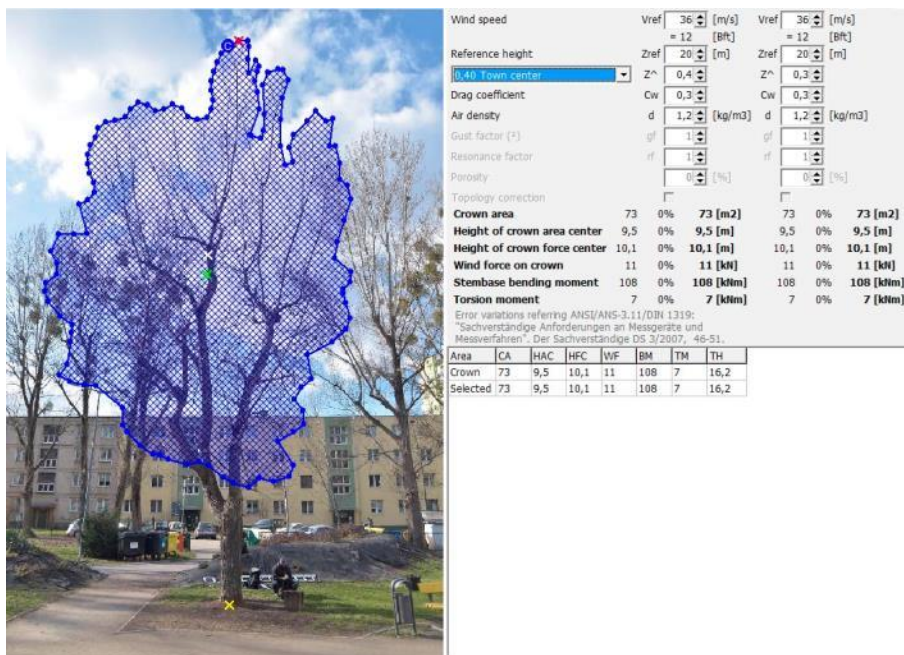 C
Wind speed Vref 36 [m/s] Vref 36 [m/s]
= 12 [Bft] = 12 [Bft]
Reference height Zref 20 [m] Zref 20 [m]
0,40 Town center Z^ 0,4 Z^ 0,3
Drag coefficient Cw 0,3 Cw 0,3
Air density d 1,2 [kg/m3] d 1,2 [kg/m3]
Gust factor (²) gf 1 gf 1
Resonance factor rf 1 rf 1
Porosity 0 [%] 0 [%]
Topology correction
Crown area 73 0% 73 [m2] 73 0% 73 [m2]
Height of crown area center 9,5 0% 9,5 [m] 9,5 0% 9,5 [m]
Height of crown force center 10,1 0% 10,1 [m] 10,1 0% 10,1 [m]
Wind force on crown 11 0% 11 [kN] 11 0% 11 [kN]
Stembase bending moment 108 0% 108 [kNm] 108 0% 108 [kNm]
Torsion moment 7 0% 7 [kNm] 7 0% 7 [kNm]
Error variations referring ANSI/ANS-3.11/DIN 1319:
"Sachverständige Anforderungen an Messgeräte und
Messverfahren". Der Sachverständige DS 3/2007, 46-51.
Area CA HAC HFC WF BM TM TH
Crown 73 9,5 10,1 11 108 7 16,2
Selected 73 9,5 10,1 11 108 7 16,2